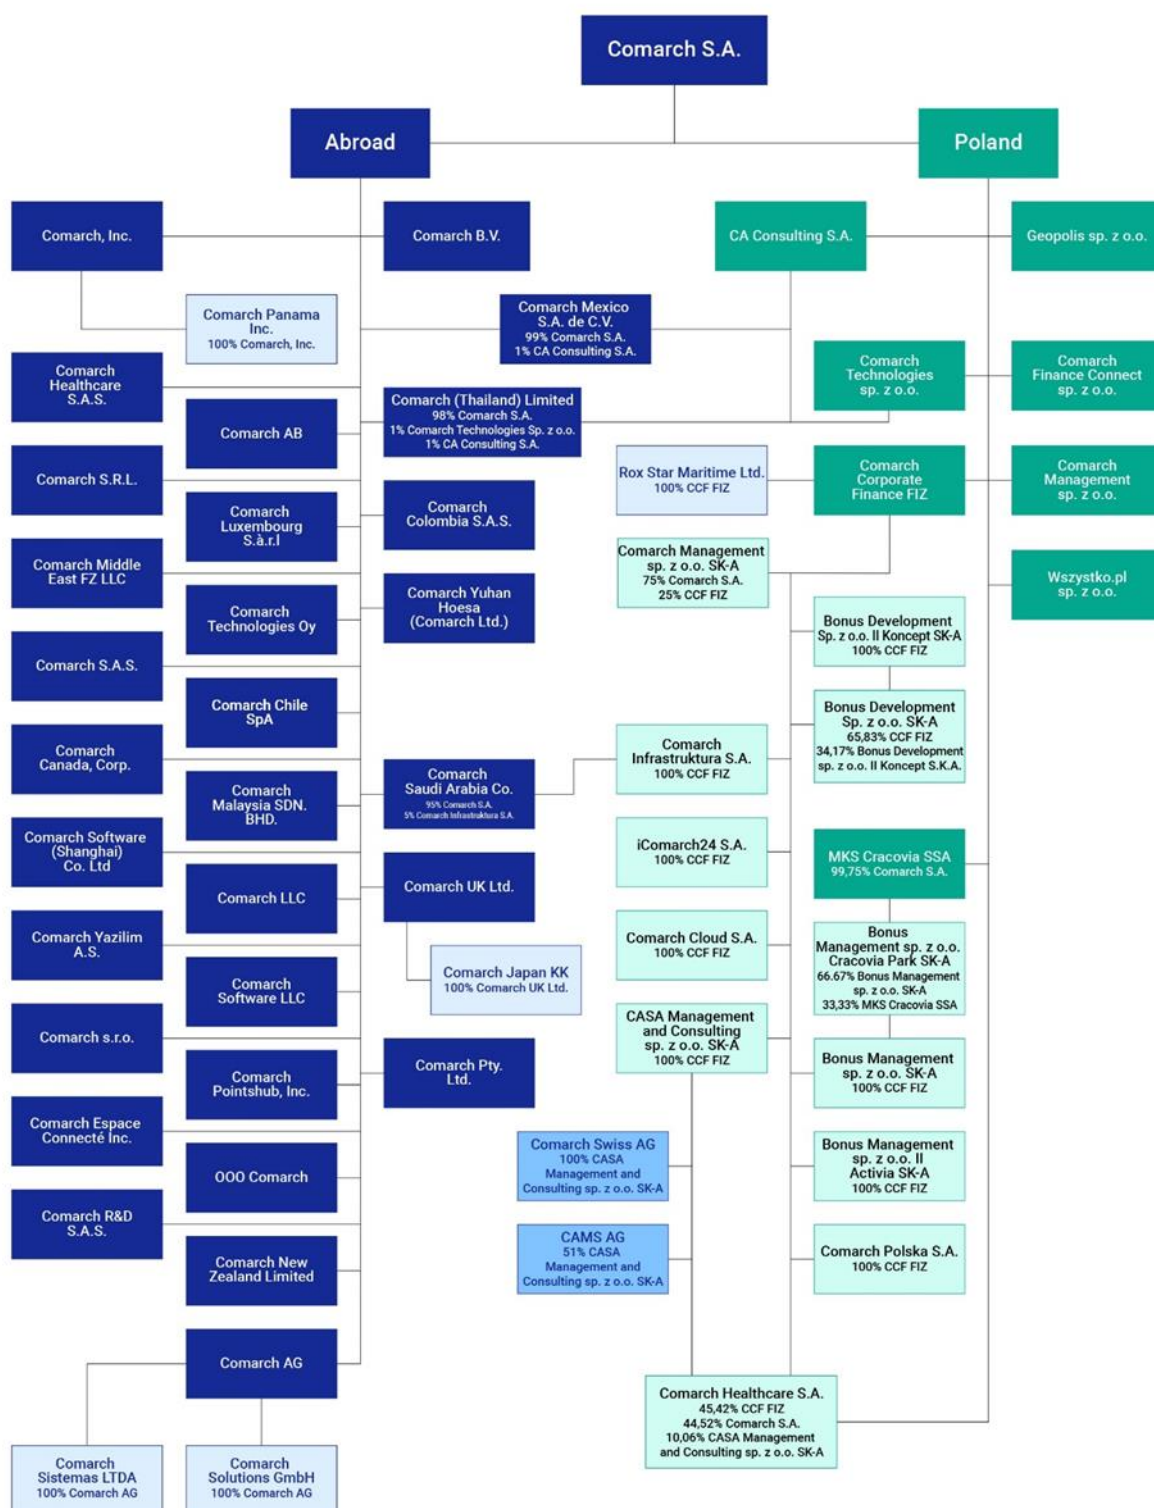 Comarch S.A.
Abroad
Poland
Comarch, Inc.
Comarch B.V.
CA Consulting S.A.
Geopolis sp. z o.o.
Comarch Panama
Inc.
100% Comarch, Inc.
Comarch Mexico
S.A. de C.V.
99% Comarch S.A.
1% CA Consulting S.A.
Comarch
Healthcare
S.A.S.
Comarch
Technologies
sp. z o.o.
Comarch
Finance Connect
sp. z o.o.
Comarch AB
Comarch (Thailand) Limited
98% Comarch S.A.
1% Comarch Technologies Sp. z o.o.
1% CA Consulting S.A.
Comarch S.R.L.
Rox Star Maritime Ltd.
100% CCF FIZ
Comarch
Corporate
Finance FIZ
Comarch
Management
sp. z o.o.
Comarch
Luxembourg
S.à.r.l
Comarch
Colombia S.A.S.
Comarch Middle
East FZ LLC
Comarch Management
sp. z o.o. SK-A
75% Comarch S.A.
25% CCF FIZ
Wszystko.pl
sp. z o.o.
Comarch
Technologies Oy
Comarch Yuhan
Hoesa
(Comarch Ltd.)
Bonus Development
Sp. z o.o. II Koncept SK-A
100% CCF FIZ
Comarch S.A.S.
Comarch Chile
SpA
Bonus Development
Sp. z o.o. SK-A
65,83% CCF FIZ
34,17% Bonus Development
sp. z o.o. II Koncept S.K.A.
Comarch
Canada, Corp.
Comarch
Infrastruktura S.A.
100% CCF FIZ
Comarch
Malaysia SDN.
BHD.
Comarch
Saudi Arabia Co.
95% Comarch S.A.
5% Comarch Infrastruktura S.A.
Comarch Software
(Shanghai)
Co. Ltd
iComarch24 S.A.
100% CCF FIZ
MKS Cracovia SSA
99,75% Comarch S.A.
Comarch LLC
Comarch UK Ltd.
Comarch Yazilim
A.S.
Comarch Cloud S.A.
100% CCF FIZ
Bonus
Management sp. z o.o.
Cracovia Park SK-A
66.67% Bonus Management
sp. z o.o. SK-A
33,33% MKS Cracovia SSA
Comarch
Software LLC
Comarch Japan KK
100% Comarch UK Ltd.
Comarch s.r.o.
CASA Management
and Consulting
sp. z o.o. SK-A
100% CCF FIZ
Comarch
Pointshub, Inc.
Comarch Pty.
Ltd.
Bonus Management
sp. z o.o. SK-A
100% CCF FIZ
Comarch Espace
Connecté Inc.
Comarch Swiss AG
100% CASA
Management and
Consulting sp. z o.o. SK-A
Bonus Management
sp. z o.o. II
Activia SK-A
100% CCF FIZ
OOO Comarch
Comarch R&D
S.A.S.
CAMS AG
51% CASA
Management and
Consulting sp. z o.o. SK-A
Comarch Polska S.A.
100% CCF FIZ
Comarch New
Zealand Limited
Comarch AG
Comarch Healthcare S.A.
45,42% CCF FIZ
44,52% Comarch S.A.
10,06% CASA Management
and Consulting sp. z o.o. SK-A
Comarch
Sistemas LTDA
100% Comarch AG
Comarch
Solutions GmbH
100% Comarch AG